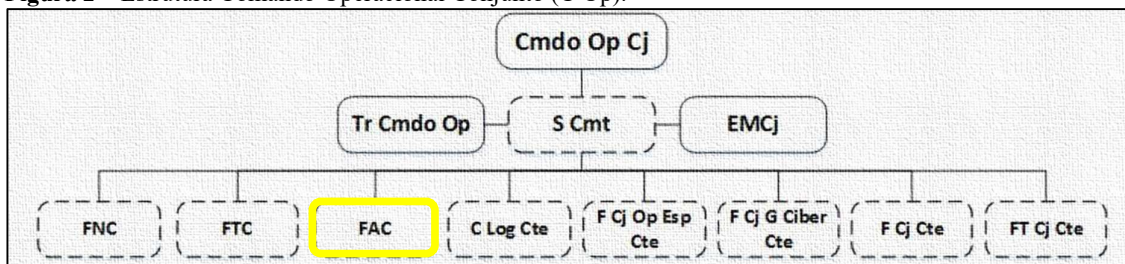 Cmdo Op Cj
Tr Cmdo Op
S Cmt
EMCj
FNC
FTC
FAC
C Log Cte
F Cj Op Esp
Cte
F Cj G Ciber
Cte
F Cj Cte
FT Cj Cte